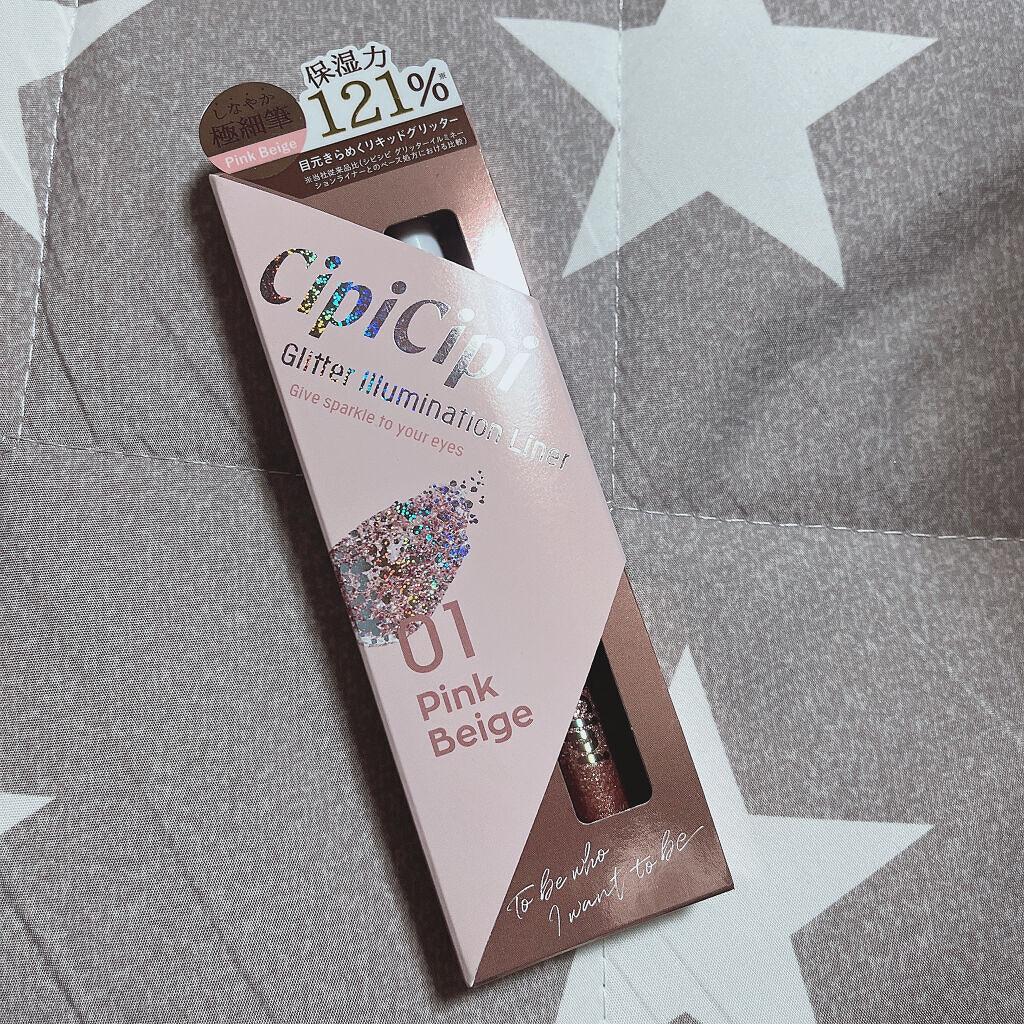 保湿力
121%※
しなやか
極細筆
Pink Beige
目元きらめくリキッドグリッター
※当社従来品比(シピシピ グリッターイルミネー
ションライナーとのベース処方における比較)
CipiCipi
Glitter Illumination Liner
Give sparkle to your eyes
01
Pink
Beige
To be who
I want to be